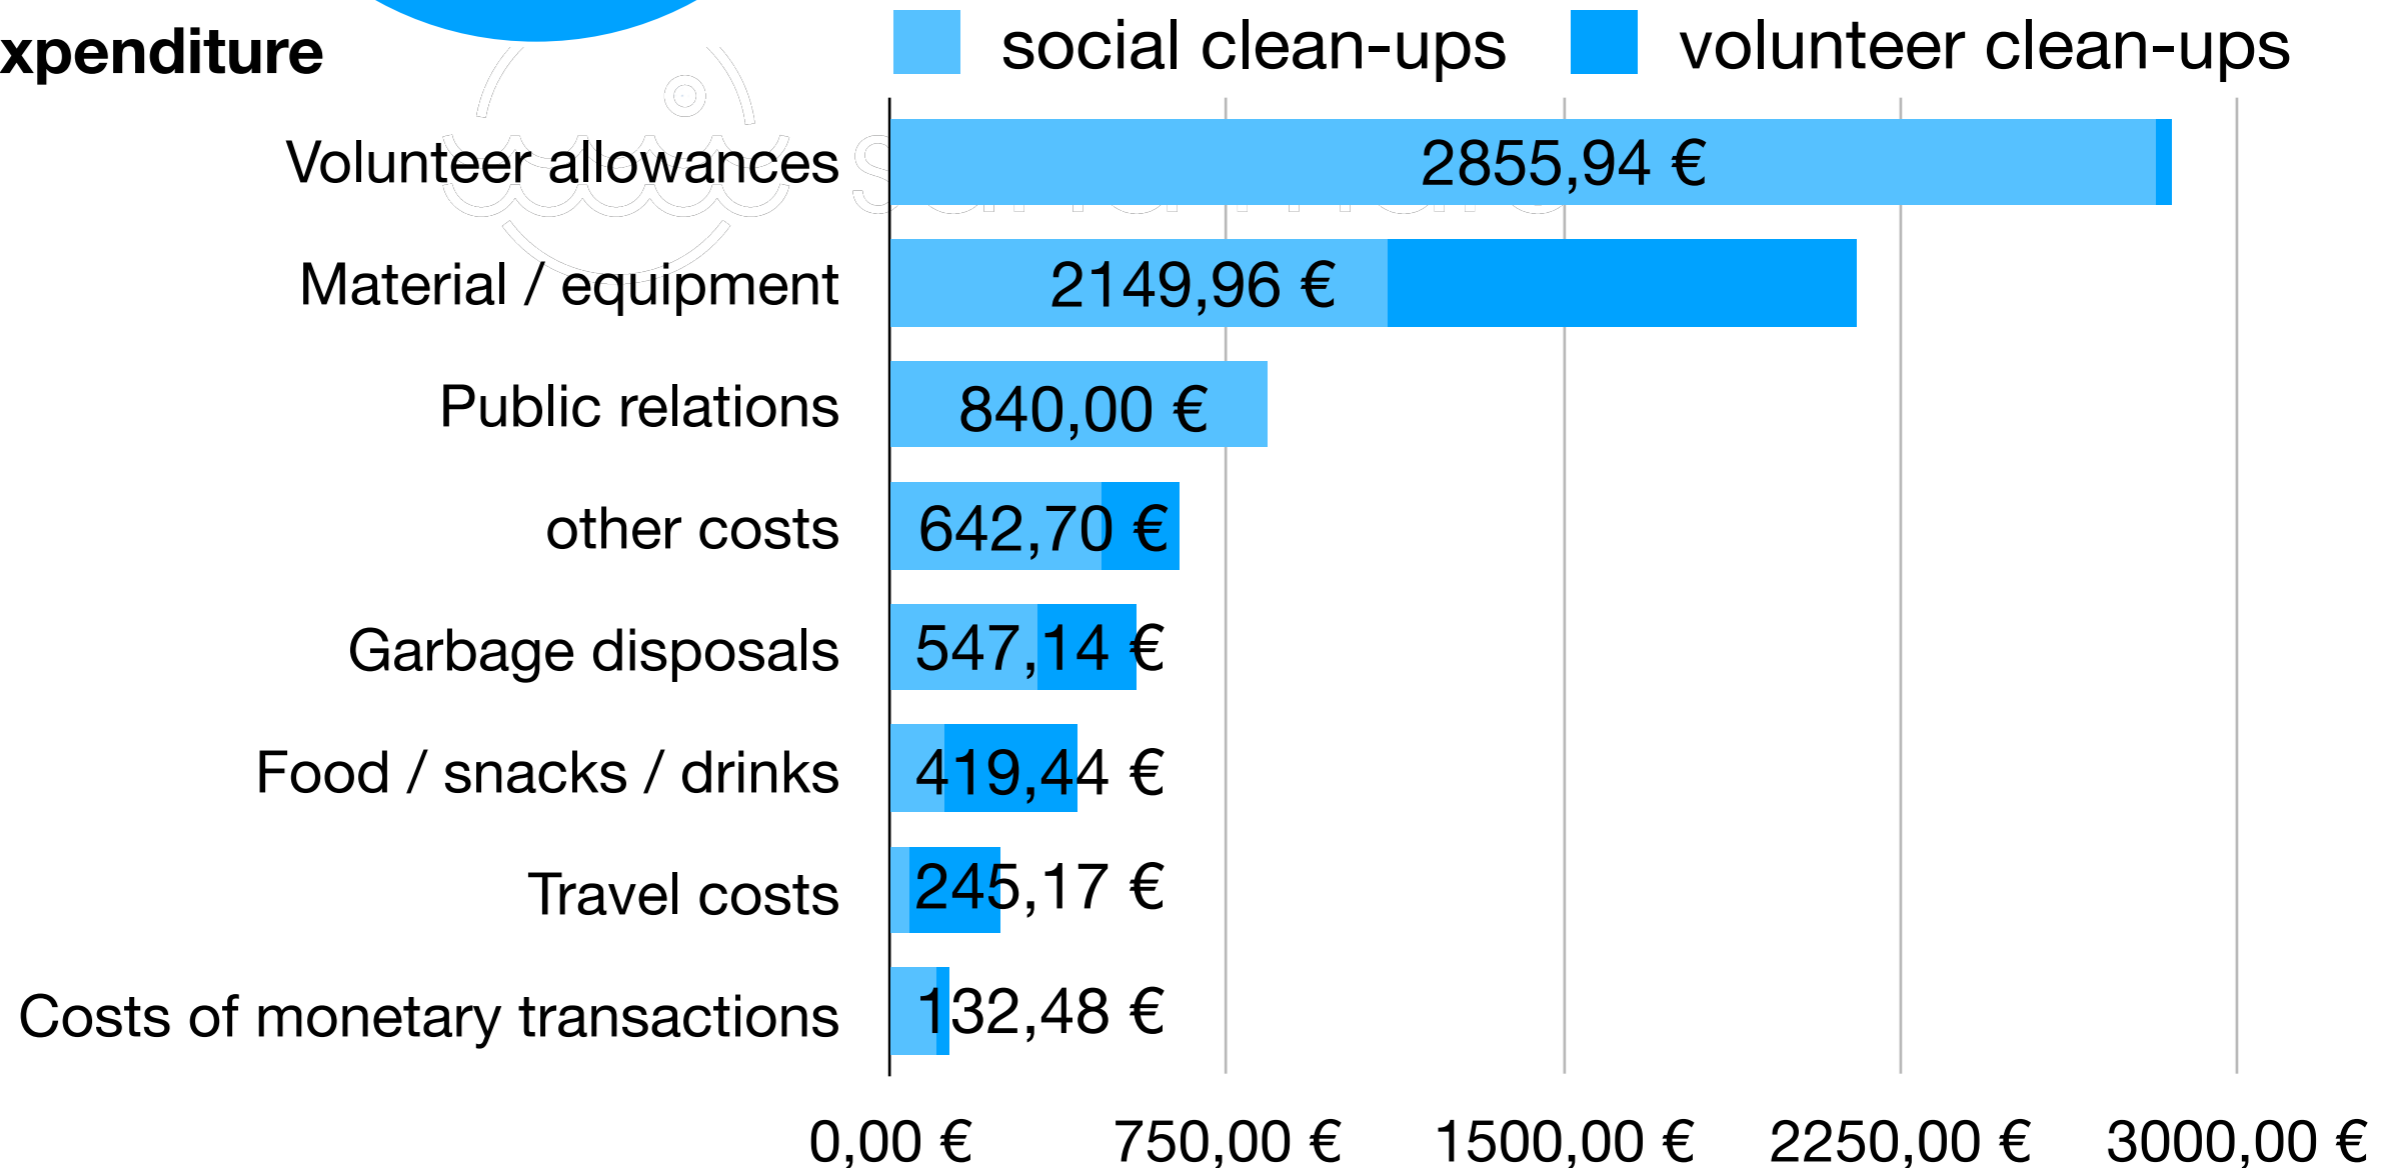 xpenditure
social clean-ups volunteer clean-ups
Volunteer allowances 2855,94 €
Material / equipment 2149,96 €
Public relations 840,00 €
other costs 642,70 €
Garbage disposals 547,14 €
Food / snacks / drinks 419,44 €
Travel costs 245,17 €
Costs of monetary transactions 132,48 €
0,00 € 750,00 € 1500,00 € 2250,00 € 3000,00 €